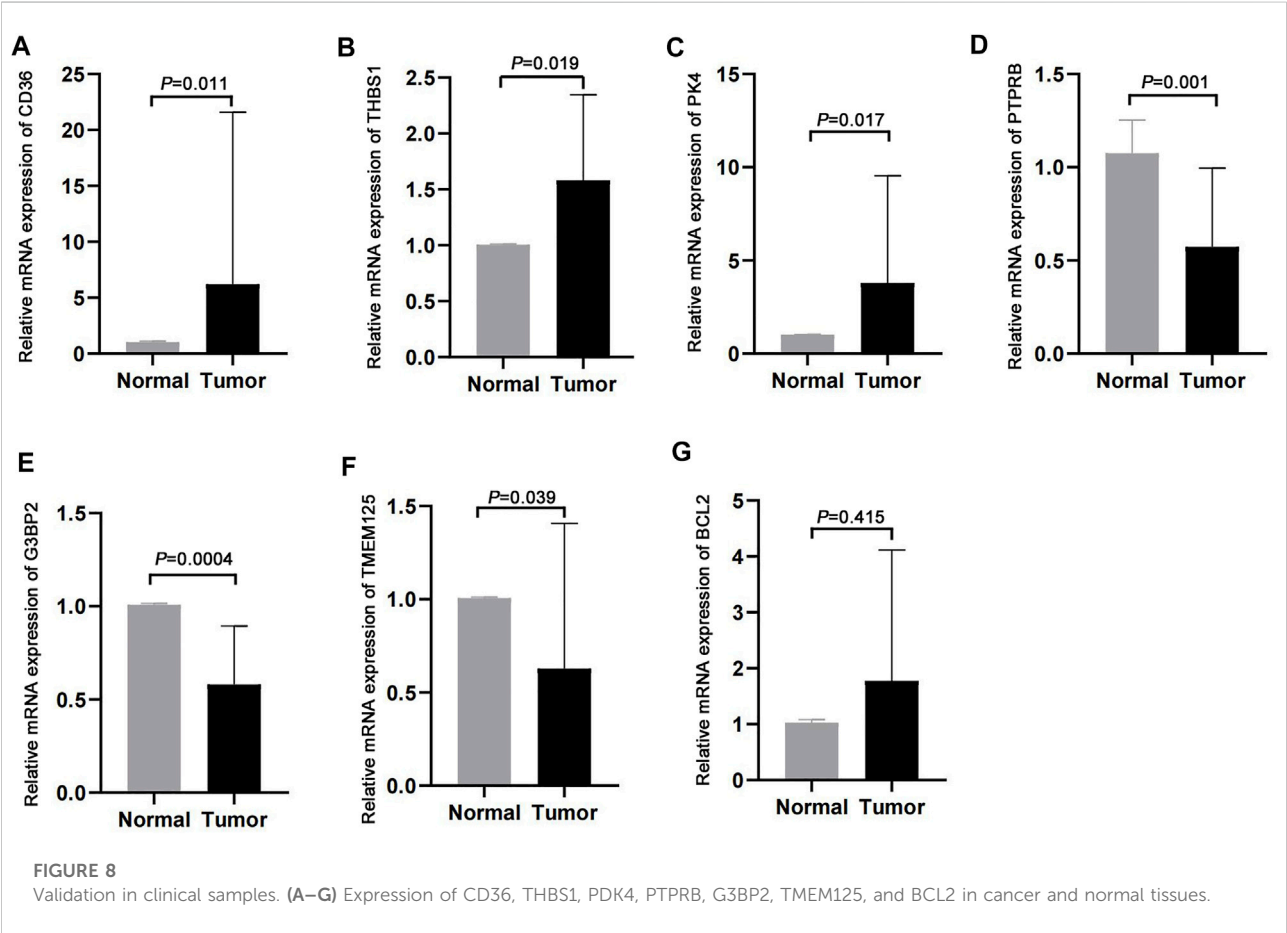 A
Relative mRNA expression of CD36
25
20
15
10
5
0
P=0.011
Normal Tumor
B
Relative mRNA expression of THBS1
2.5
2.0
1.5
1.0
0.5
0.0
P=0.019
Normal Tumor
C
Relative mRNA expression of PK4
15
10
5
0
P=0.017
Normal Tumor
D
Relative mRNA expression of PTPRB
1.5
1.0
0.5
0.0
P=0.001
Normal Tumor
E
Relative mRNA expression of G3BP2
1.5
1.0
0.5
0.0
P=0.0004
Normal Tumor
F
Relative mRNA expression of TMEM125
1.5
1.0
0.5
0.0
P=0.039
Normal Tumor
G
Relative mRNA expression of BCL2
5
4
3
2
1
0
P=0.415
Normal Tumor
FIGURE 8
Validation in clinical samples. (A–G) Expression of CD36, THBS1, PDK4, PTPRB, G3BP2, TMEM125, and BCL2 in cancer and normal tissues.